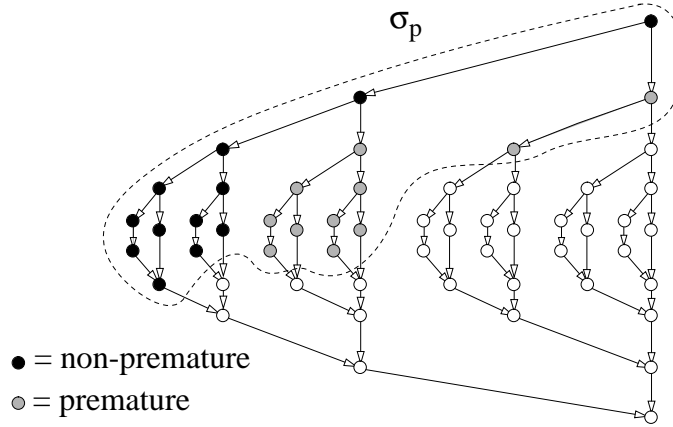 σp
= non-premature
= premature